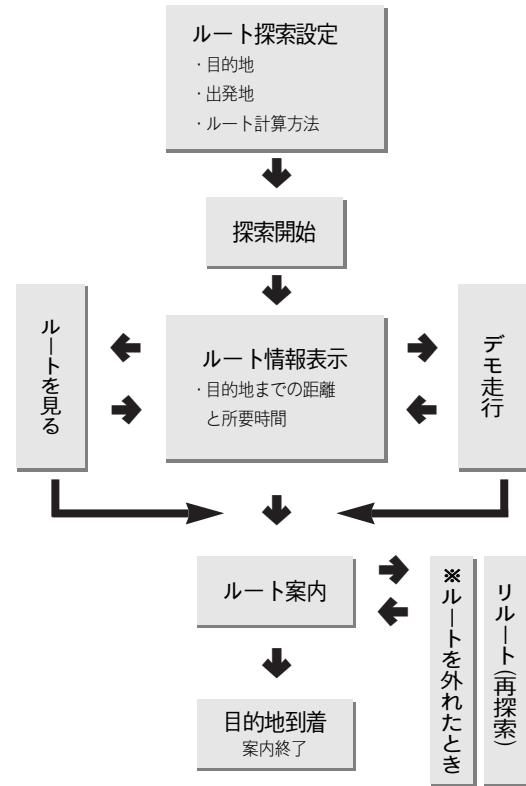 ルート探索設定
・目的地
・出発地
・ルート計算方法
探索開始
ルートを見る
ルート情報表示
・目的地までの距離
と所要時間
デモ走行
ルート案内
※ルートを外れたとき
リルート(再探索)
目的地到着
案内終了